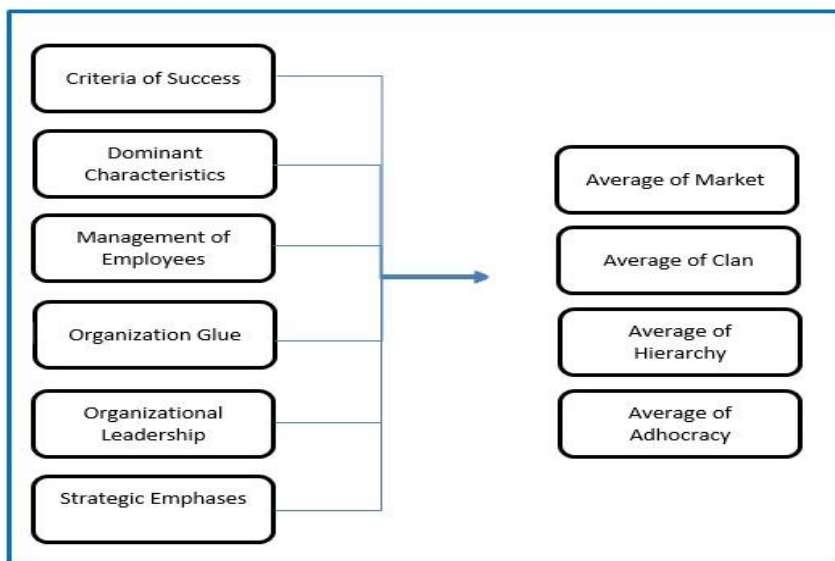 Criteria of Success
Dominant
Characteristics
Management of
Employees
Organization Glue
Organizational
Leadership
Strategic Emphases
Average of Market
Average of Clan
Average of
Hierarchy
Average of
Adhocracy